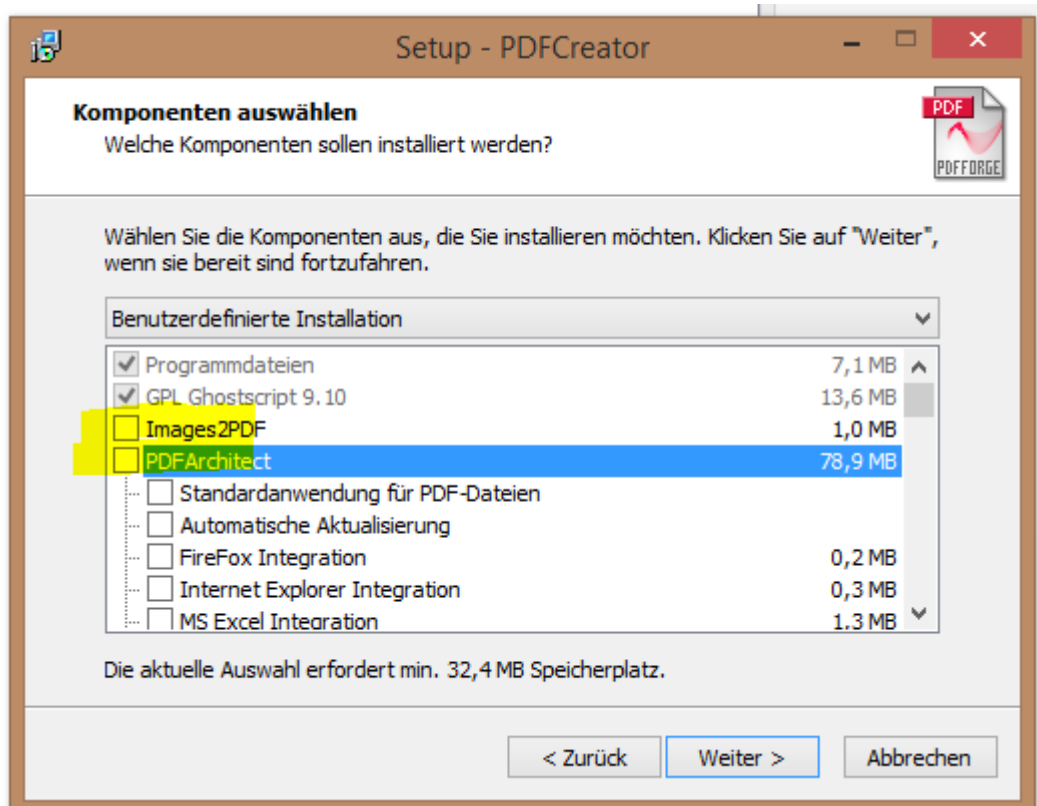 Setup - PDFCreator
Komponenten auswählen
Welche Komponenten sollen installiert werden?
PDF
PDFFORGE
Wählen Sie die Komponenten aus, die Sie installieren möchten. Klicken Sie auf "Weiter",
wenn sie bereit sind fortzufahren.
Benutzerdefinierte Installation
Programmdateien 7,1 MB
GPL Ghostscript 9.10 13,6 MB
Images2PDF 1,0 MB
PDFArchitect 78,9 MB
Standardanwendung für PDF-Dateien
Automatische Aktualisierung
FireFox Integration 0,2 MB
Internet Explorer Integration 0,3 MB
MS Excel Integration 1,3 MB
Die aktuelle Auswahl erfordert min. 32,4 MB Speicherplatz.
< Zurück Weiter > Abbrechen